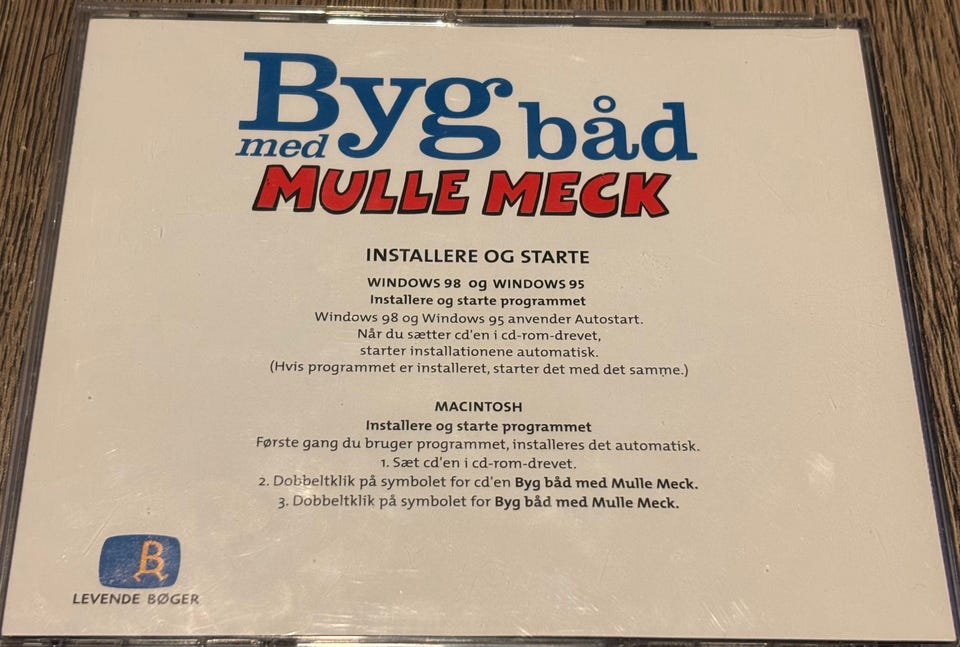 Byg båd
med
MULLE MECK
INSTALLERE OG STARTE
WINDOWS 98 og WINDOWS 95
Installere og starte programmet
Windows 98 og Windows 95 anvender Autostart.
Når du sætter cd'en i cd-rom-drevet,
starter installationene automatisk.
(Hvis programmet er installeret, starter det med det samme.)
MACINTOSH
Installere og starte programmet
Første gang du bruger programmet, installeres det automatisk.
1. Sæt cd'en i cd-rom-drevet.
2. Dobbeltklik på symbolet for cd'en Byg båd med Mulle Meck.
3. Dobbeltklik på symbolet for Byg båd med Mulle Meck.
B
LEVENDE BØGER